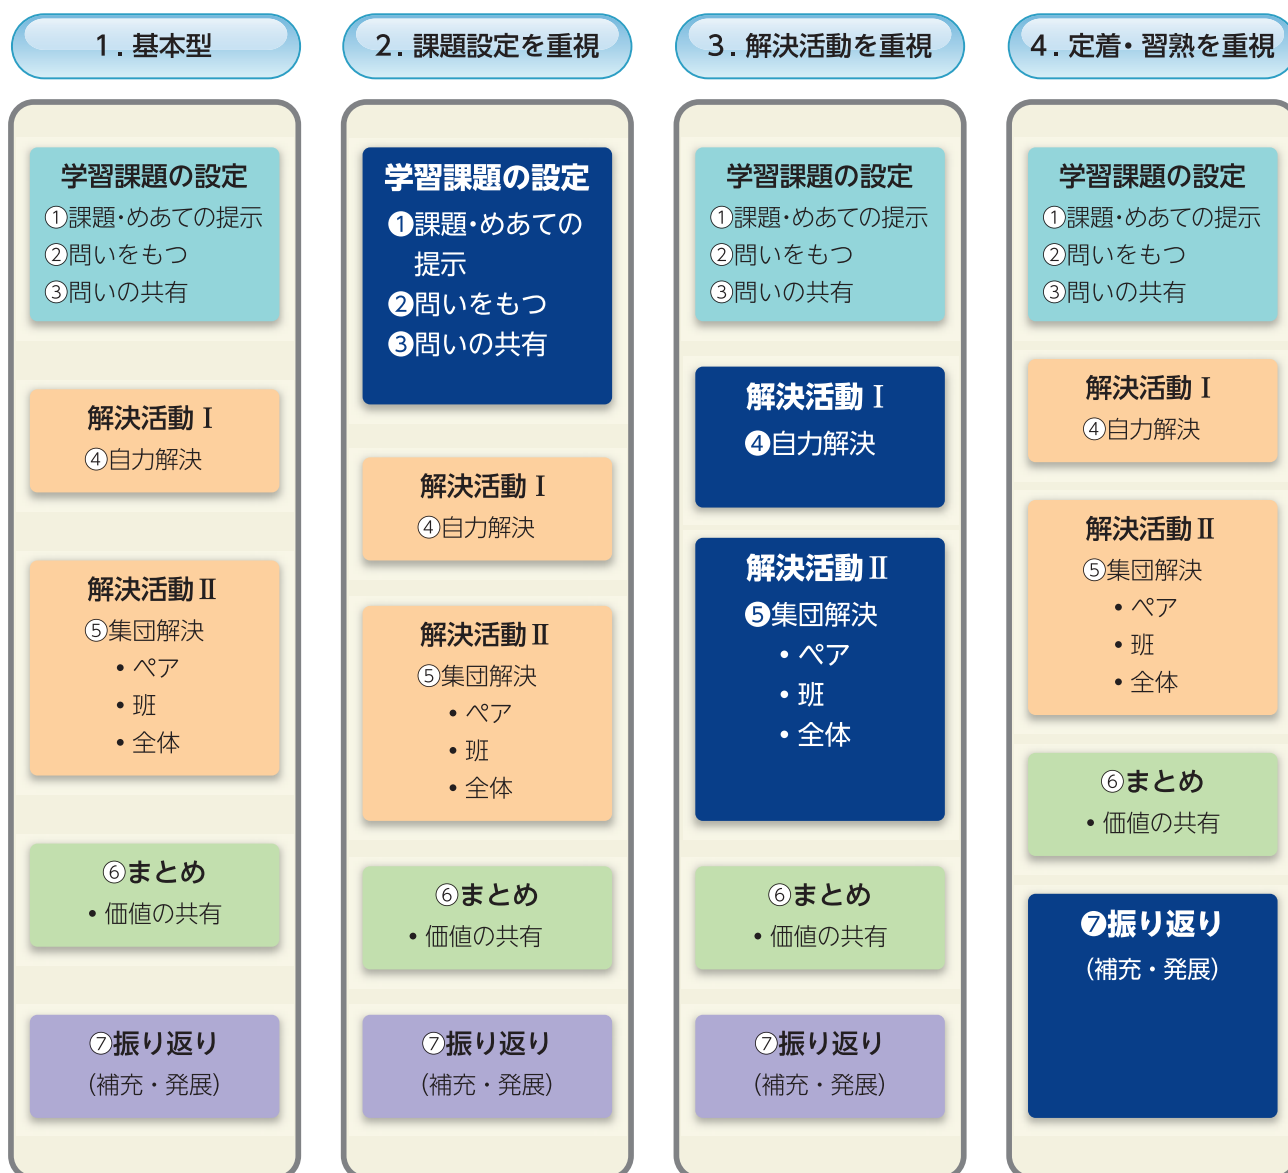 1. 基本型
学習課題の設定
①課題・めあての提示
②問いをもつ
③問いの共有
解決活動Ⅰ
④自力解決
解決活動Ⅱ
⑤集団解決
・ペア
・班
・全体
⑥まとめ
・価値の共有
⑦振り返り
(補充・発展)
2. 課題設定を重視
学習課題の設定
❶課題・めあての
提示
❷問いをもつ
❸問いの共有
解決活動Ⅰ
④自力解決
解決活動Ⅱ
⑤集団解決
・ペア
・班
・全体
⑥まとめ
・価値の共有
⑦振り返り
(補充・発展)
3. 解決活動を重視
学習課題の設定
①課題・めあての提示
②問いをもつ
③問いの共有
解決活動Ⅰ
❹自力解決
解決活動Ⅱ
❺集団解決
・ペア
・班
・全体
⑥まとめ
・価値の共有
⑦振り返り
(補充・発展)
4. 定着・習熟を重視
学習課題の設定
①課題・めあての提示
②問いをもつ
③問いの共有
解決活動Ⅰ
④自力解決
解決活動Ⅱ
⑤集団解決
・ペア
・班
・全体
⑥まとめ
・価値の共有
❼振り返り
(補充・発展)